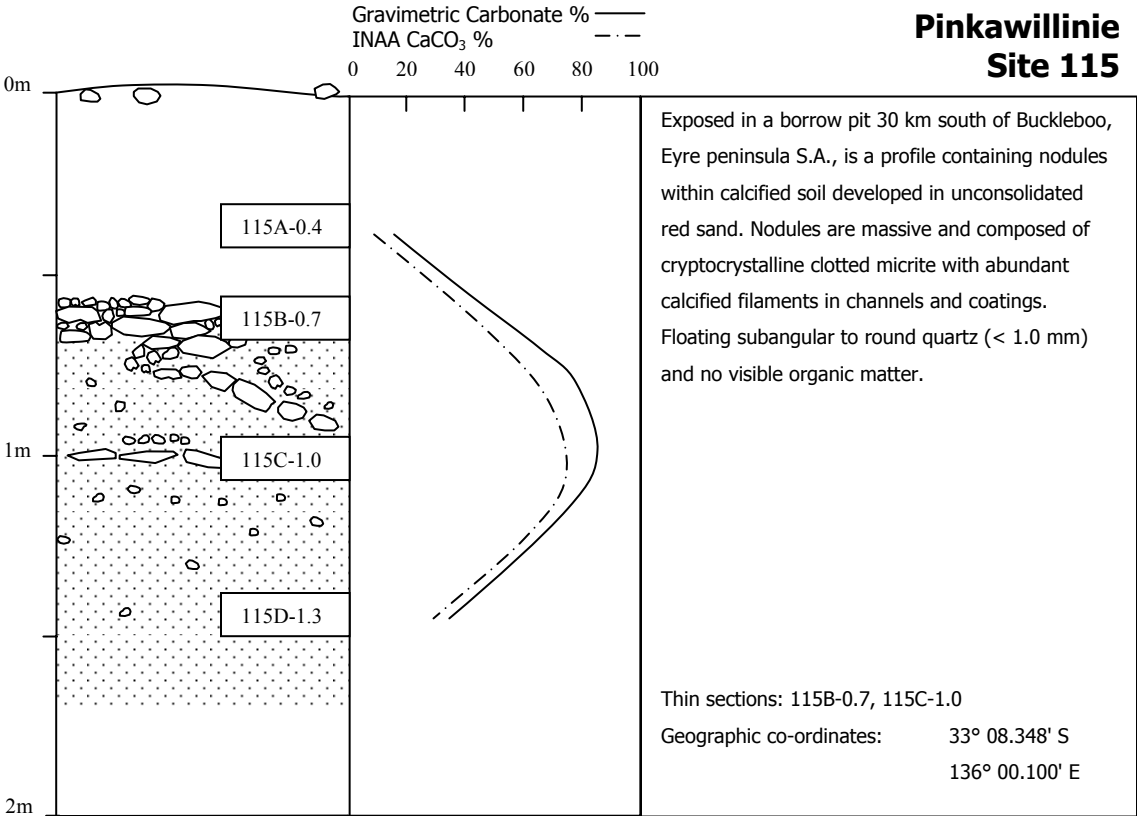 Gravimetric Carbonate %
INAA CaCO₃ %
Pinkawillinie
Site 115
0 20 40 60 80 100
0m
115A-0.4
115B-0.7
1m
115C-1.0
115D-1.3
2m
Exposed in a borrow pit 30 km south of Buckleboo,
Eyre peninsula S.A., is a profile containing nodules
within calcified soil developed in unconsolidated
red sand. Nodules are massive and composed of
cryptocrystalline clotted micrite with abundant
calcified filaments in channels and coatings.
Floating subangular to round quartz (< 1.0 mm)
and no visible organic matter.
Thin sections: 115B-0.7, 115C-1.0
Geographic co-ordinates: 33° 08.348' S
136° 00.100' E